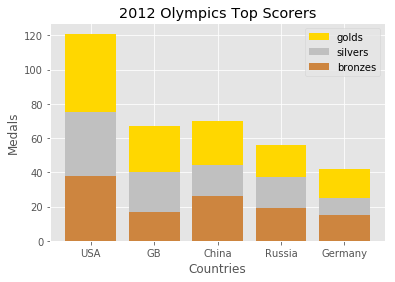 2012 Olympics Top Scorers
golds
silvers
bronzes
120
100
80
60
40
20
0
Medals
USA GB China Russia Germany
Countries